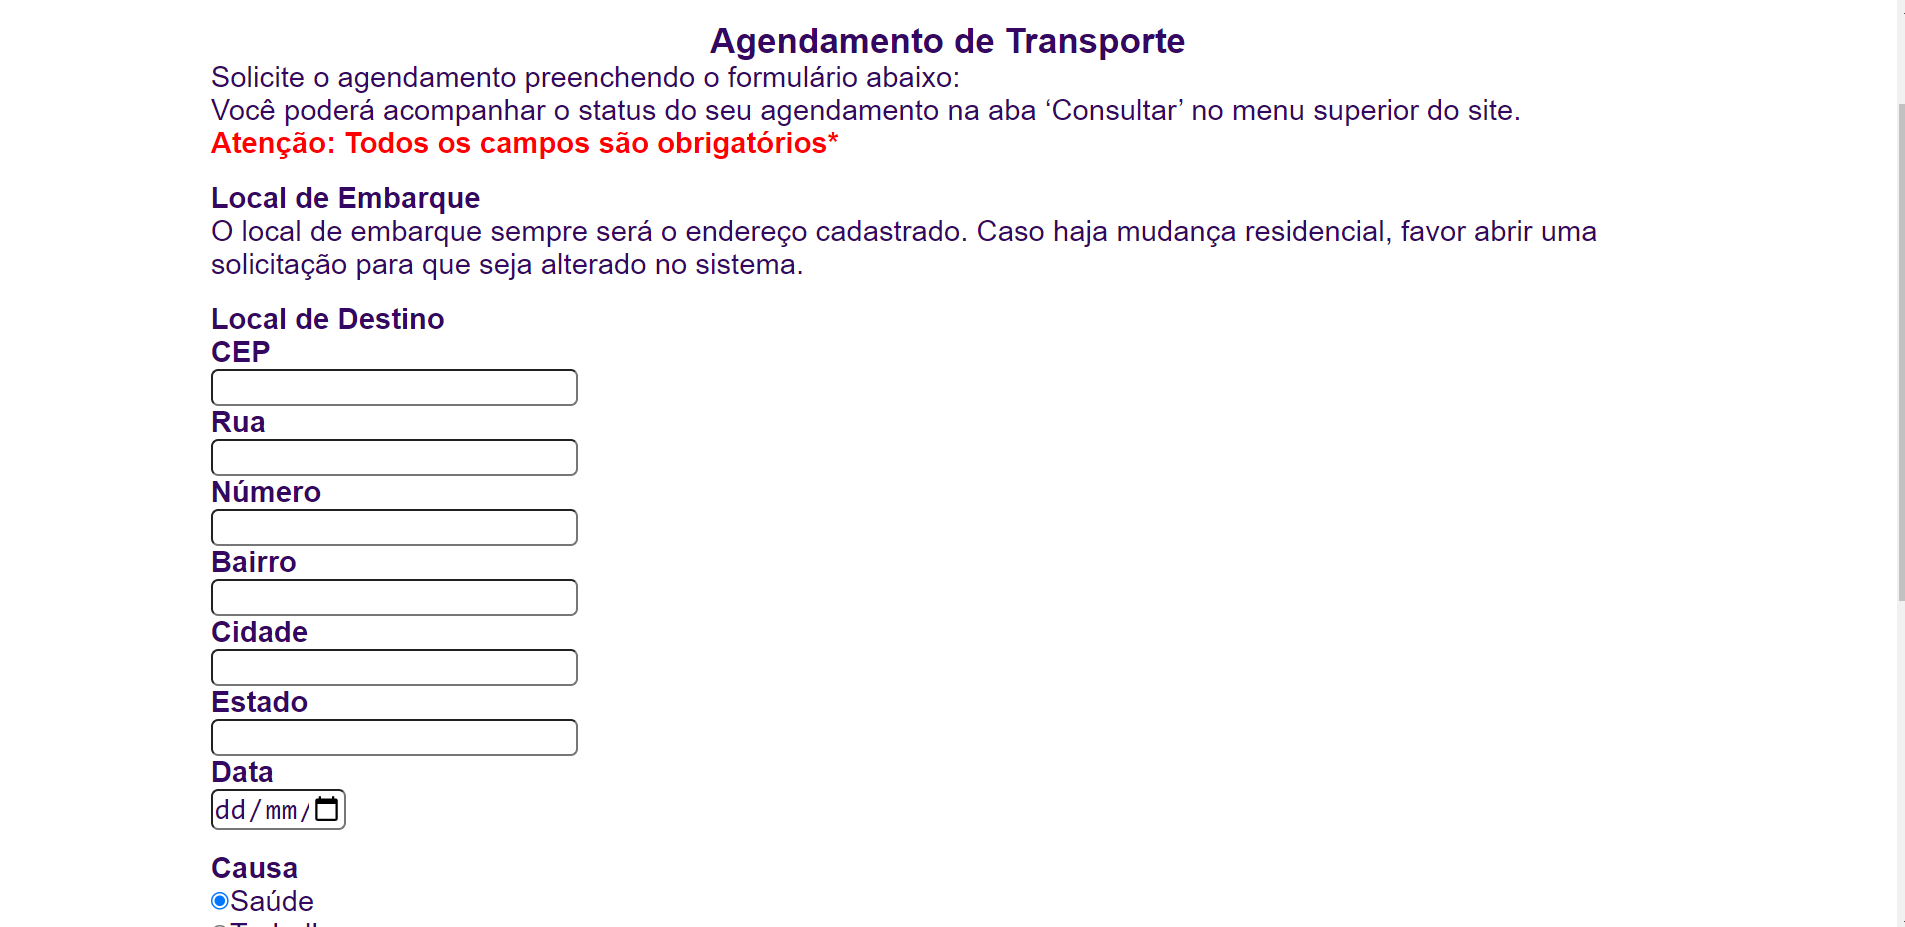 Agendamento de Transporte
Solicite o agendamento preenchendo o formulário abaixo:
Você poderá acompanhar o status do seu agendamento na aba ‘Consultar’ no menu superior do site.
Atenção: Todos os campos são obrigatórios*
Local de Embarque
O local de embarque sempre será o endereço cadastrado. Caso haja mudança residencial, favor abrir uma
solicitação para que seja alterado no sistema.
Local de Destino
CEP
Rua
Número
Bairro
Cidade
Estado
Data
dd/mm/
Causa
Saúde